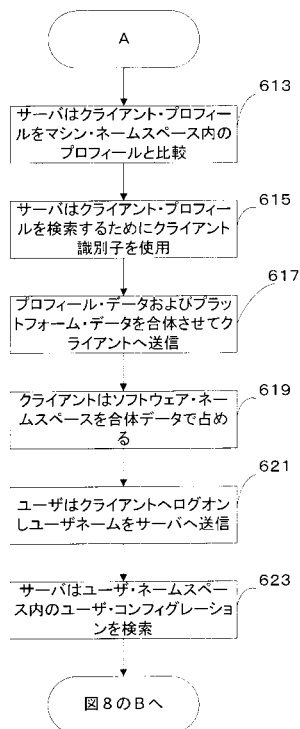 A
613
サーバはクライアント・プロフィー
ルをマシン・ネームスペース内の
プロフィールと比較
615
サーバはクライアント・プロフィー
ルを検索するためにクライアント
識別子を使用
617
プロフィール・データおよびプラッ
トフォーム・データを合体させてク
ライアントへ送信
619
クライアントはソフトウェア・ネー
ムスペースを合体データで占め
る
621
ユーザはクライアントへログオン
しユーザネームをサーバへ送信
623
サーバはユーザ・ネームスペー
ス内のユーザ・コンフィグレーショ
ンを検索
図8のBへ